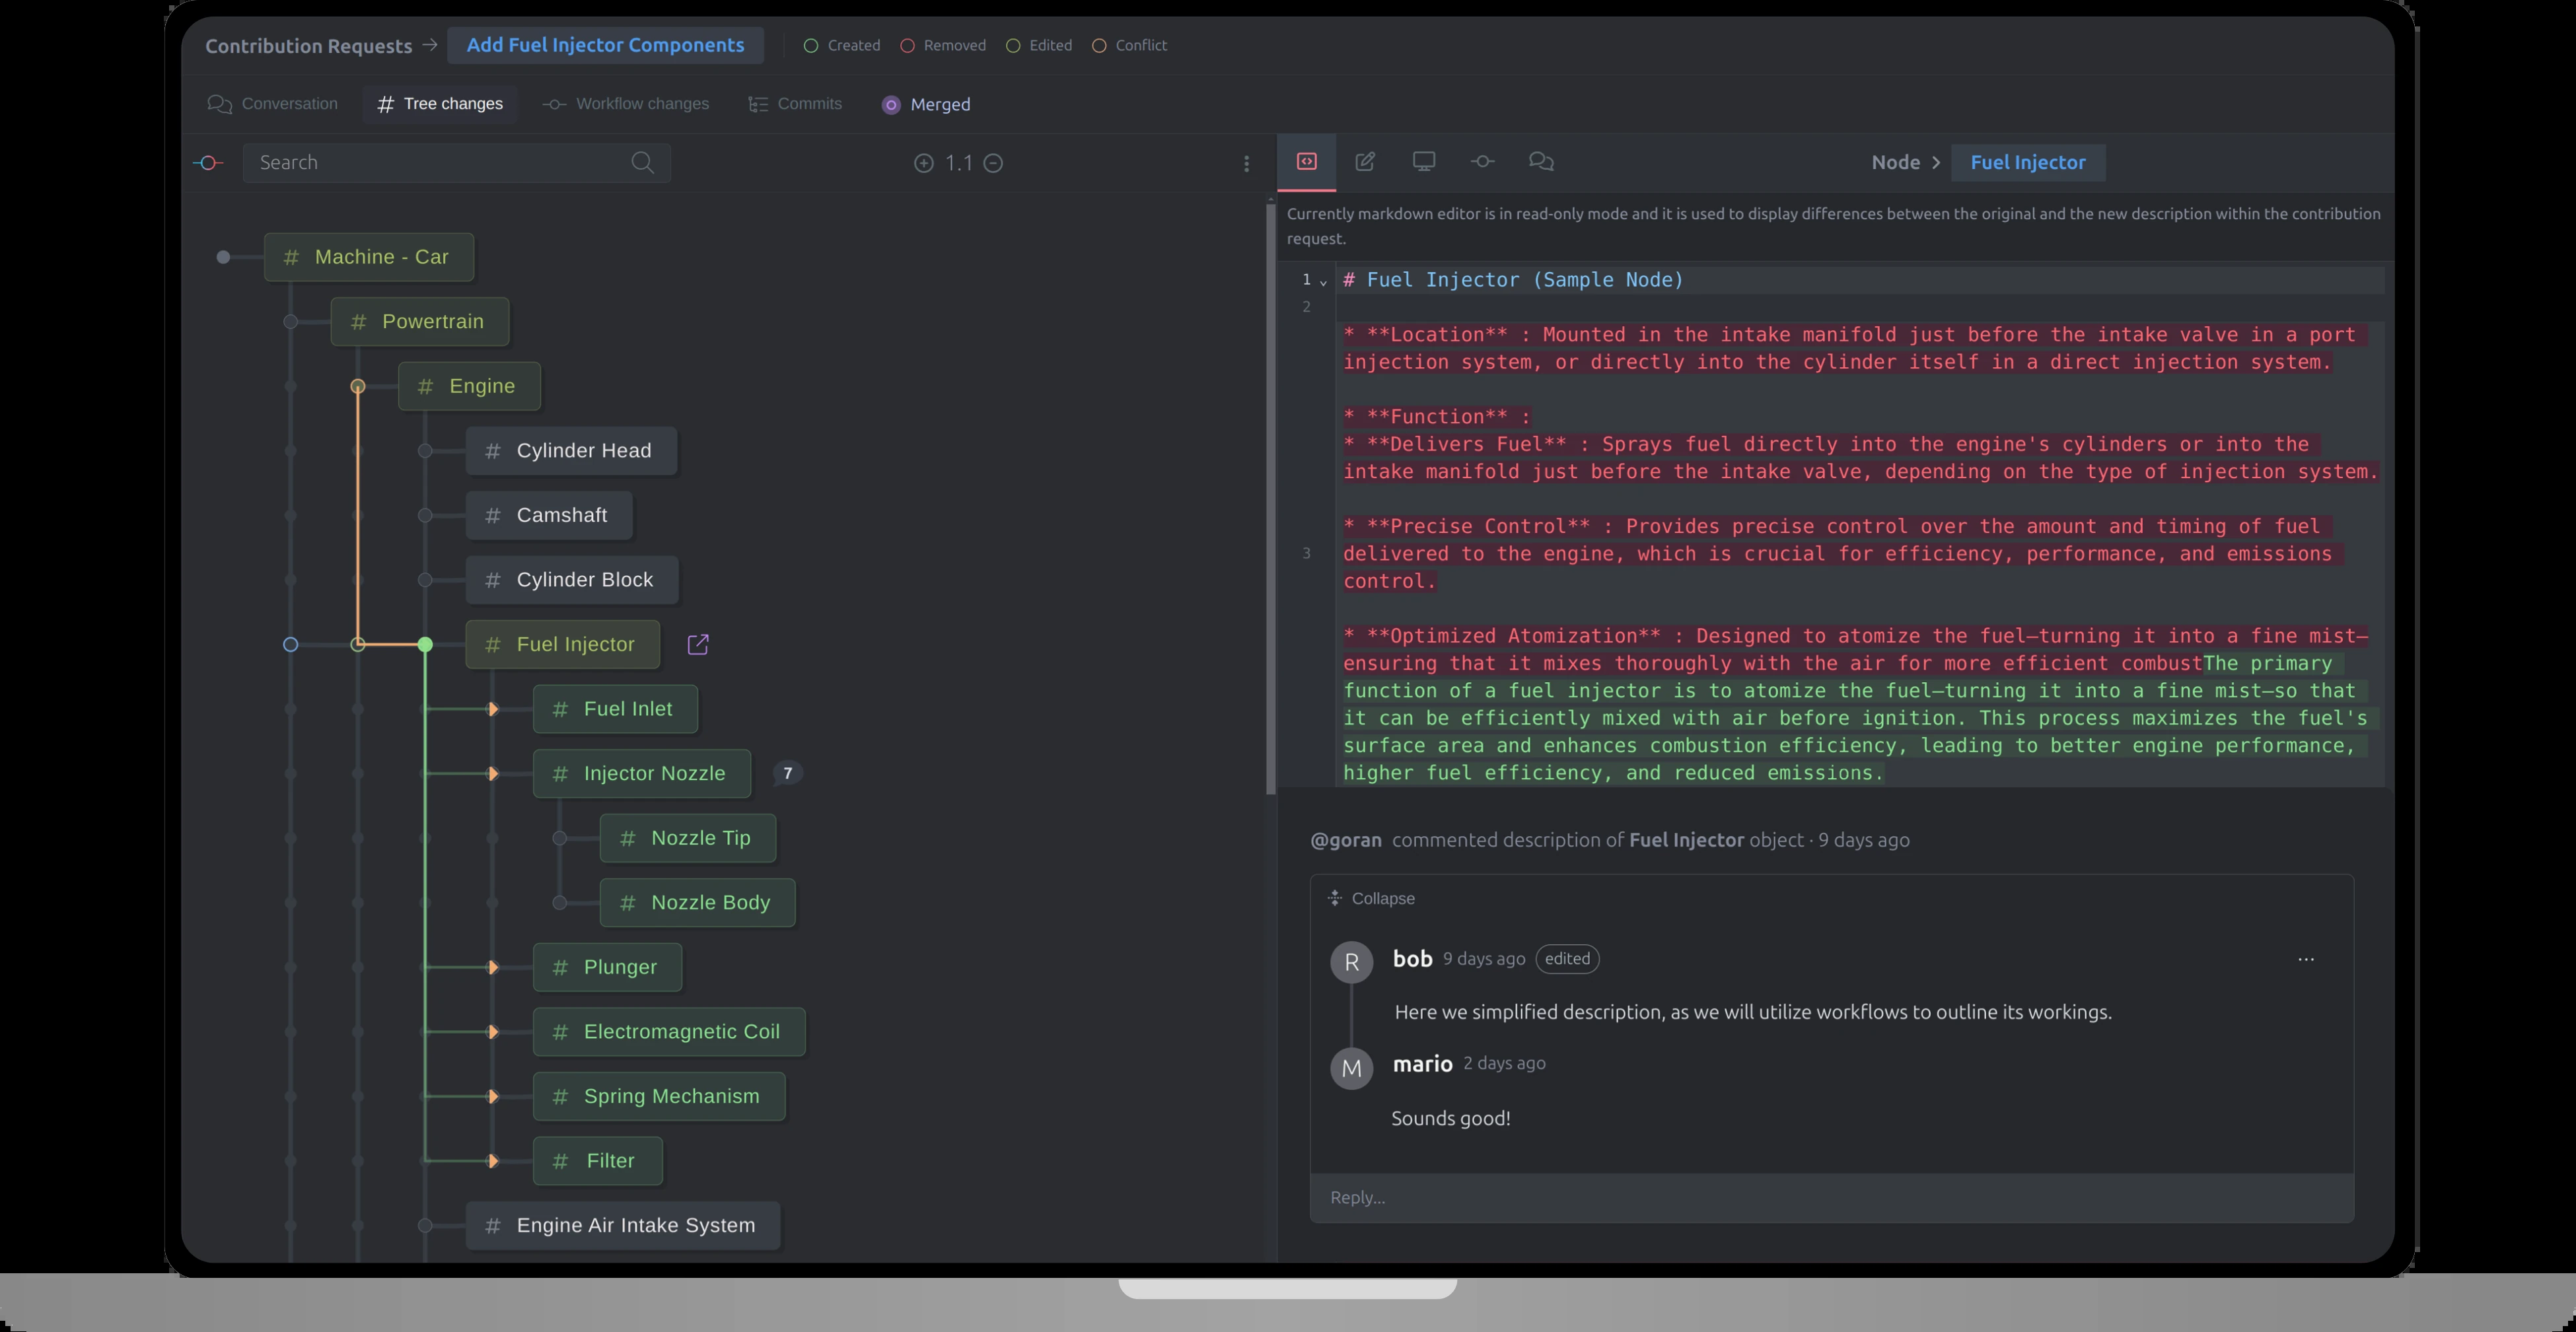 Contribution Requests → Add Fuel Injector Components Created Removed Edited Conflict
Conversation # Tree changes Workflow changes Commits Merged
Search 1.1 Node > Fuel Injector
Currently markdown editor is in read-only mode and it is used to display differences between the original and the new description within the contribution
request.
# Machine - Car
# Powertrain
# Engine
# Cylinder Head
# Camshaft
# Cylinder Block
# Fuel Injector
# Fuel Inlet
# Injector Nozzle 7
# Nozzle Tip
# Nozzle Body
# Plunger
# Electromagnetic Coil
# Spring Mechanism
# Filter
# Engine Air Intake System
1 # Fuel Injector (Sample Node)
2
* **Location** : Mounted in the intake manifold just before the intake valve in a port
injection system, or directly into the cylinder itself in a direct injection system.
* **Function** :
* **Delivers Fuel** : Sprays fuel directly into the engine's cylinders or into the
intake manifold just before the intake valve, depending on the type of injection system.
* **Precise Control** : Provides precise control over the amount and timing of fuel
3 delivered to the engine, which is crucial for efficiency, performance, and emissions
control.
* **Optimized Atomization** : Designed to atomize the fuel—turning it into a fine mist—
ensuring that it mixes thoroughly with the air for more efficient combustThe primary
function of a fuel injector is to atomize the fuel—turning it into a fine mist—so that
it can be efficiently mixed with air before ignition. This process maximizes the fuel's
surface area and enhances combustion efficiency, leading to better engine performance,
higher fuel efficiency, and reduced emissions.
@goran commented description of Fuel Injector object · 9 days ago
Collapse
R bob 9 days ago edited ...
Here we simplified description, as we will utilize workflows to outline its workings.
M mario 2 days ago
Sounds good!
Reply...